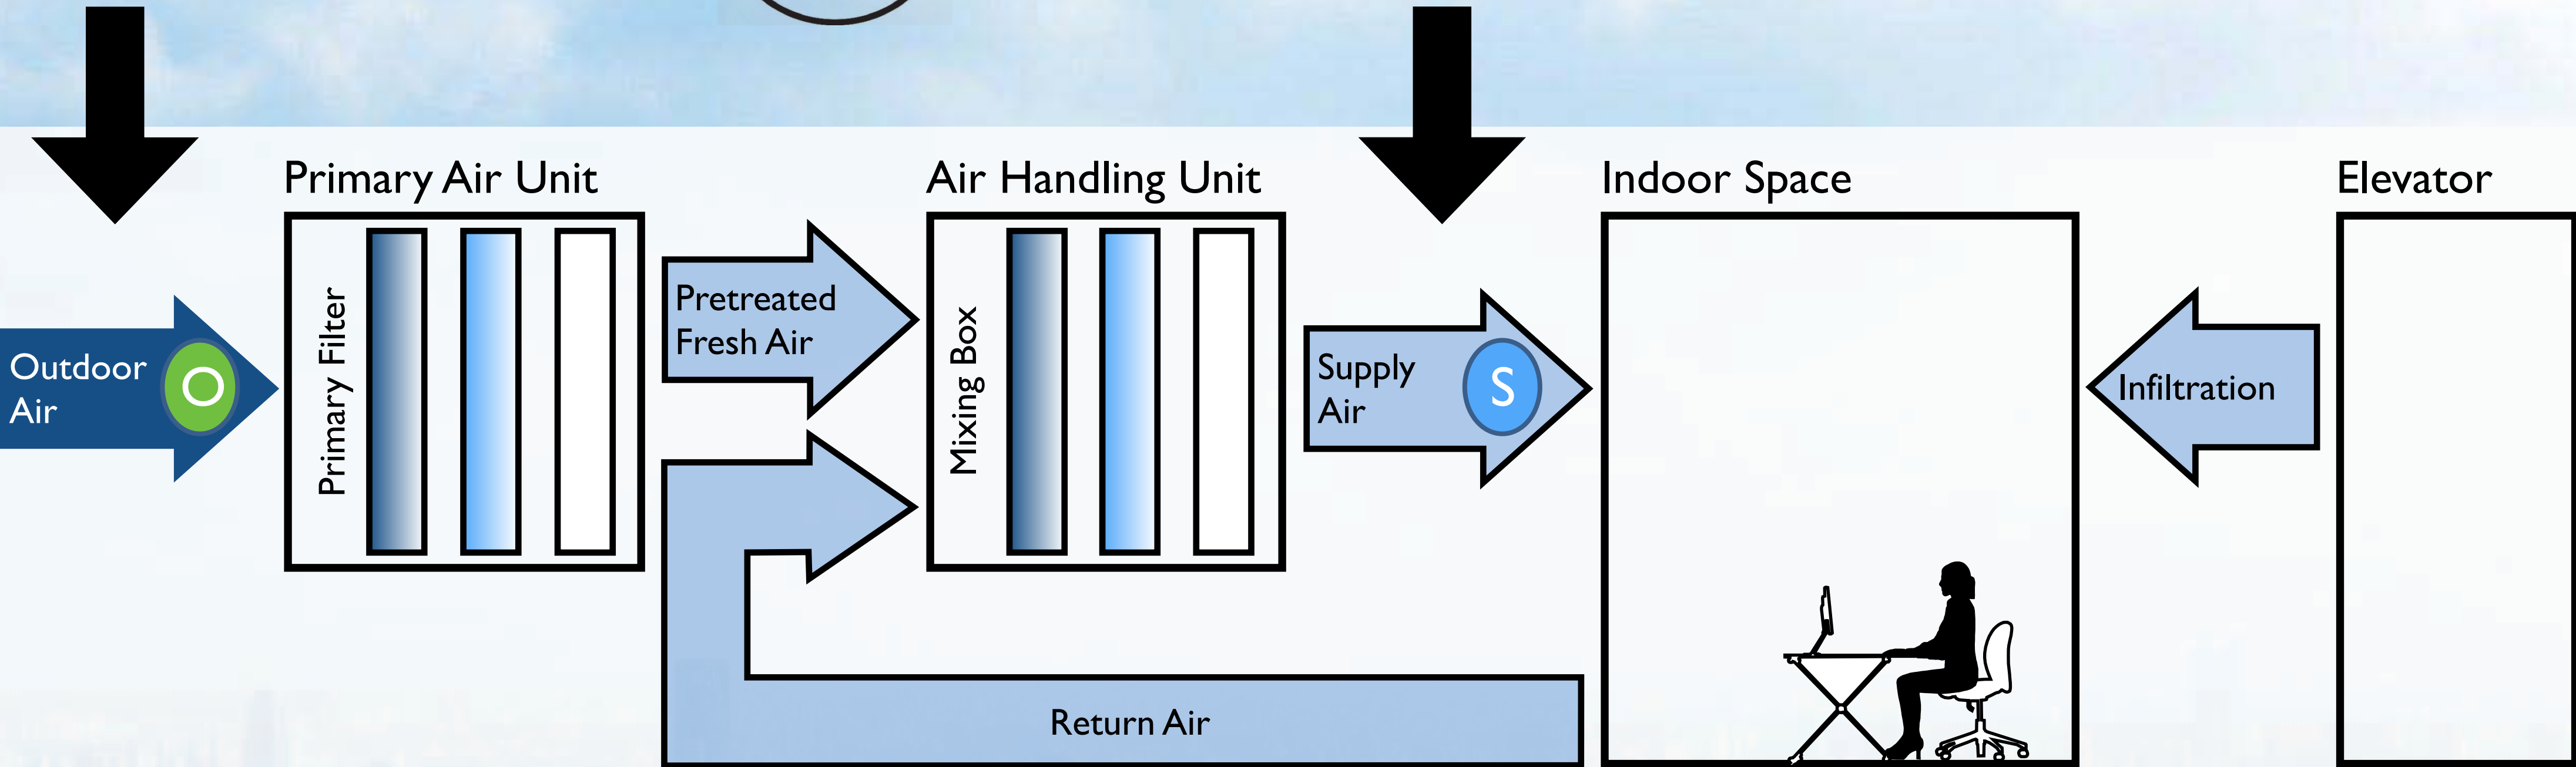 Primary Air Unit
Air Handling Unit
Indoor Space
Elevator
Outdoor
Air
O
Primary Filter
Pretreated
Fresh Air
Mixing Box
Supply
Air
S
Infiltration
Return Air